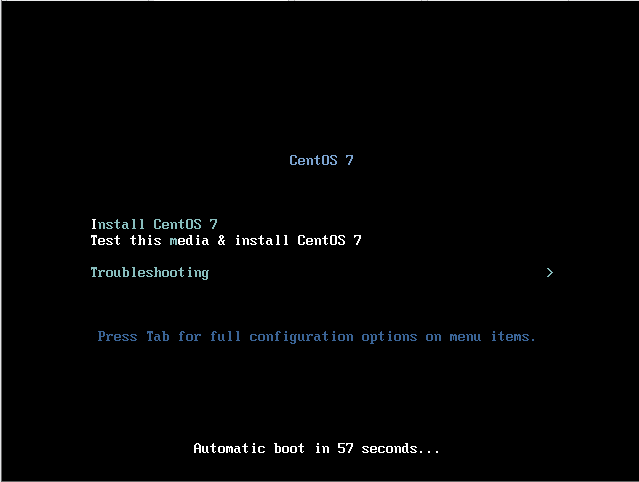 CentOS 7
Install CentOS 7
Test this media & install CentOS 7
Troubleshooting >
Press Tab for full configuration options on menu items.
Automatic boot in 57 seconds...